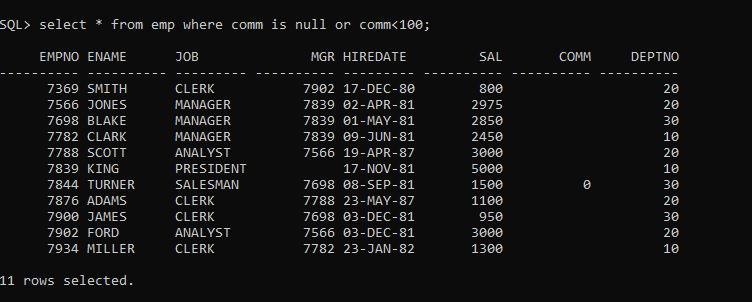 SQL> select * from emp where comm is null or comm<100;
EMPNO ENAME JOB MGR HIREDATE SAL COMM DEPTNO
---------- ---------- --------- ---------- --------- ---------- ---------- ----------
7369 SMITH CLERK 7902 17-DEC-80 800 20
7566 JONES MANAGER 7839 02-APR-81 2975 20
7698 BLAKE MANAGER 7839 01-MAY-81 2850 30
7782 CLARK MANAGER 7839 09-JUN-81 2450 10
7788 SCOTT ANALYST 7566 19-APR-87 3000 20
7839 KING PRESIDENT 17-NOV-81 5000 10
7844 TURNER SALESMAN 7698 08-SEP-81 1500 0 30
7876 ADAMS CLERK 7788 23-MAY-87 1100 20
7900 JAMES CLERK 7698 03-DEC-81 950 30
7902 FORD ANALYST 7566 03-DEC-81 3000 20
7934 MILLER CLERK 7782 23-JAN-82 1300 10
11 rows selected.